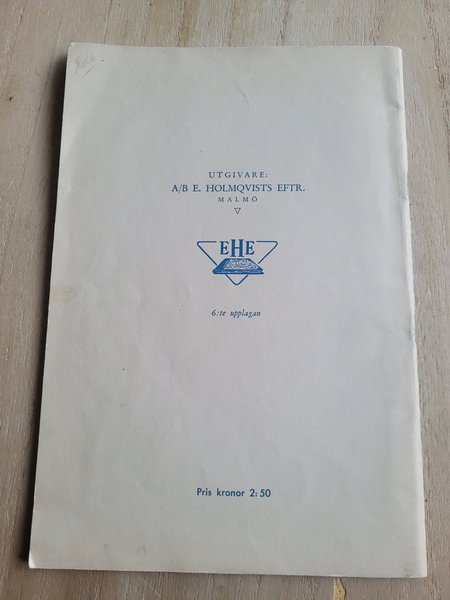 UTGIVARE:
A/B E. HOLMQVISTS EFTR.
MALMÖ
EHE
6:te upplagan
Pris kronor 2:50